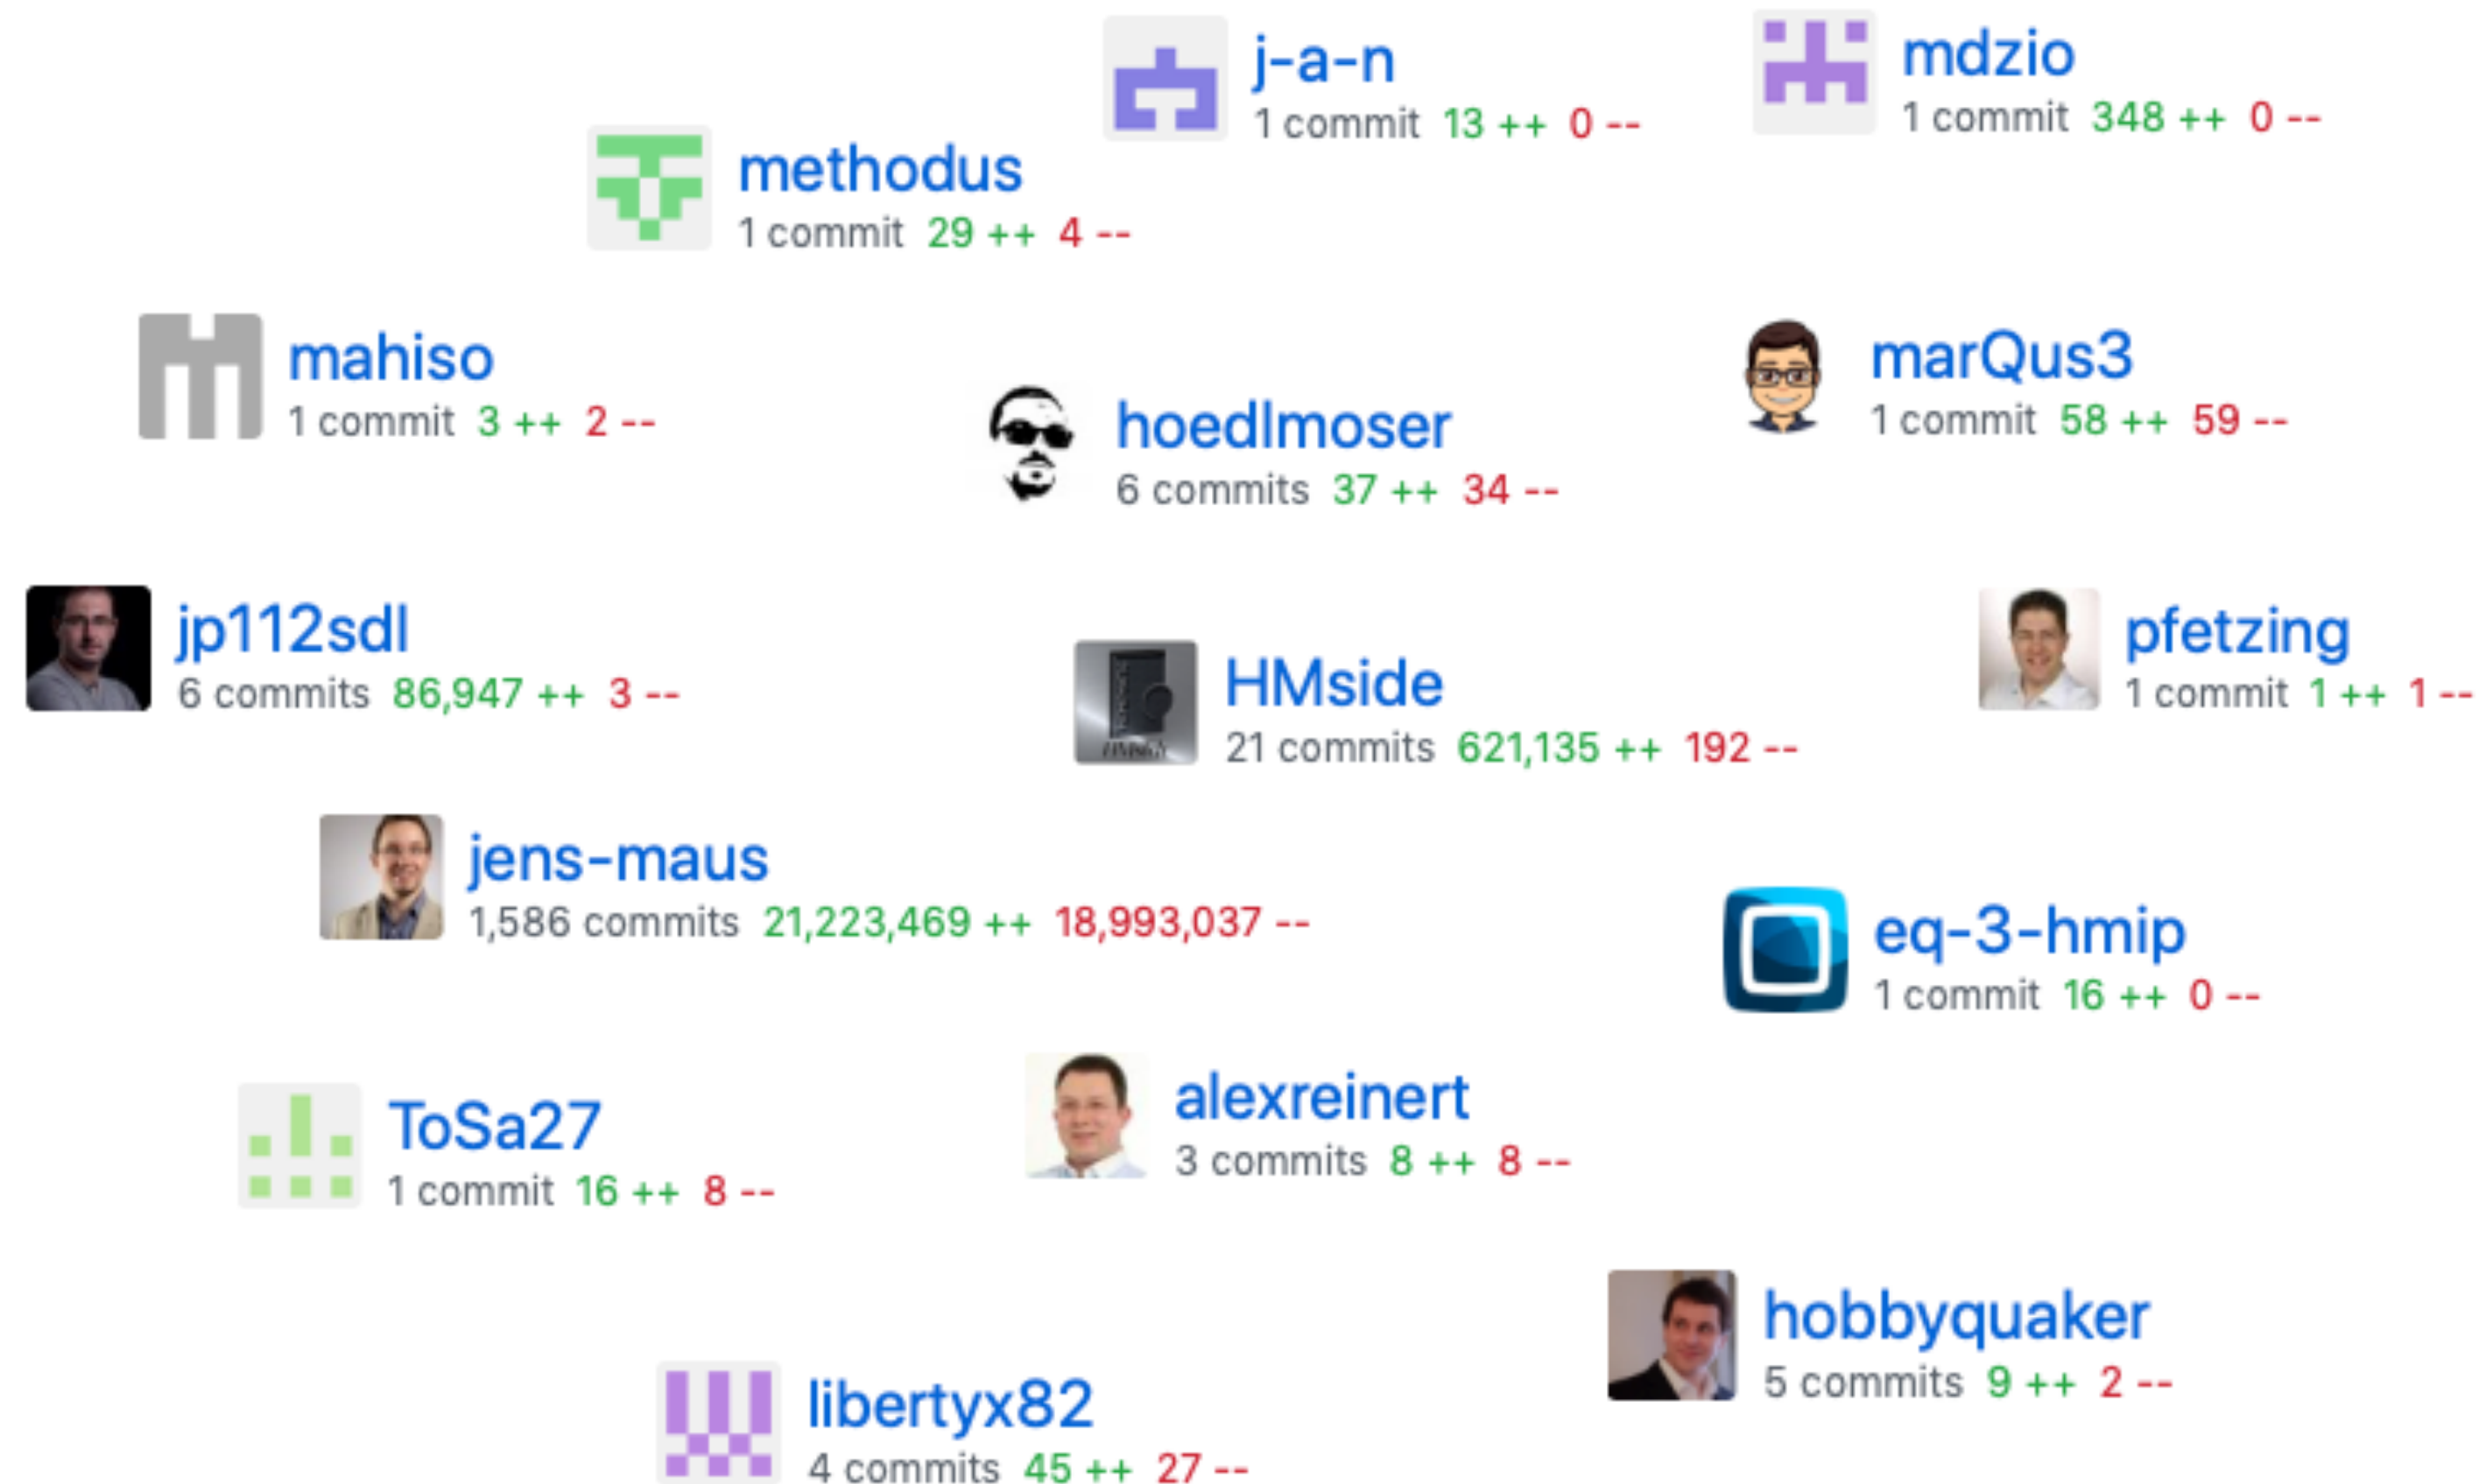 j-a-n
1 commit 13 ++ 0 --
mdzio
1 commit 348 ++ 0 --
methodus
1 commit 29 ++ 4 --
mahiso
1 commit 3 ++ 2 --
marQus3
1 commit 58 ++ 59 --
hoedlmoser
6 commits 37 ++ 34 --
jp112sdl
6 commits 86,947 ++ 3 --
pfetzing
1 commit 1 ++ 1 --
HMside
21 commits 621,135 ++ 192 --
jens-maus
1,586 commits 21,223,469 ++ 18,993,037 --
eq-3-hmip
1 commit 16 ++ 0 --
alexreinert
3 commits 8 ++ 8 --
ToSa27
1 commit 16 ++ 8 --
hobbyquaker
5 commits 9 ++ 2 --
libertyx82
4 commits 45 ++ 27 --